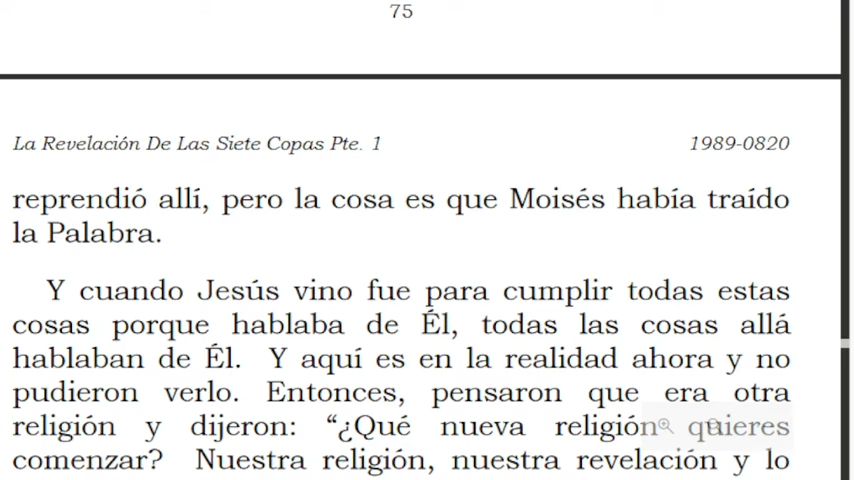 75
La Revelación De Las Siete Copas Pte. 1 1989-0820
reprendió allí, pero la cosa es que Moisés había traído
la Palabra.
Y cuando Jesús vino fue para cumplir todas estas
cosas porque hablaba de Él, todas las cosas allá
hablaban de Él. Y aquí es en la realidad ahora y no
pudieron verlo. Entonces, pensaron que era otra
religión y dijeron: “¿Qué nueva religión quieres
comenzar? Nuestra religión, nuestra revelación y lo